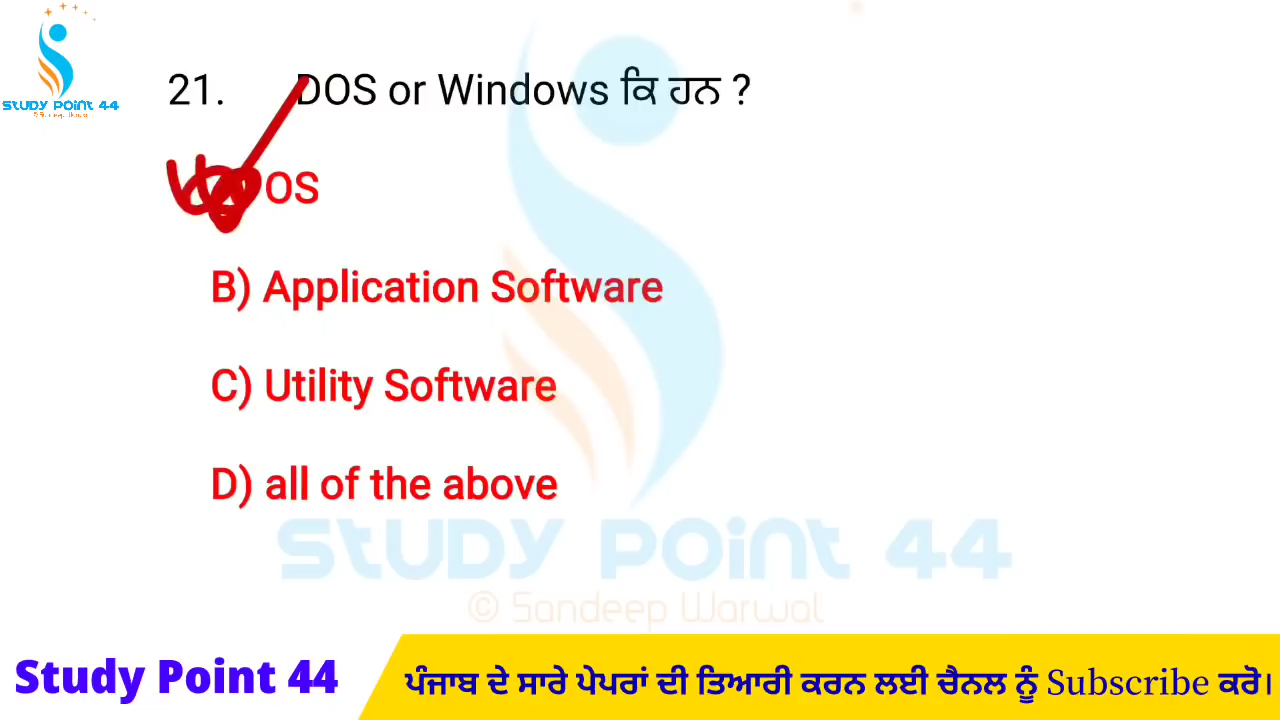 STUDY POINT 44
21. DOS or Windows ਕਿ ਹਨ ?
OS
B) Application Software
C) Utility Software
D) all of the above
STUDY POINT 44
© Sandeep Warwal
Study Point 44
ਪੰਜਾਬ ਦੇ ਸਾਰੇ ਪੇਪਰਾਂ ਦੀ ਤਿਆਰੀ ਕਰਨ ਲਈ ਚੈਨਲ ਨੂੰ Subscribe ਕਰੋ।